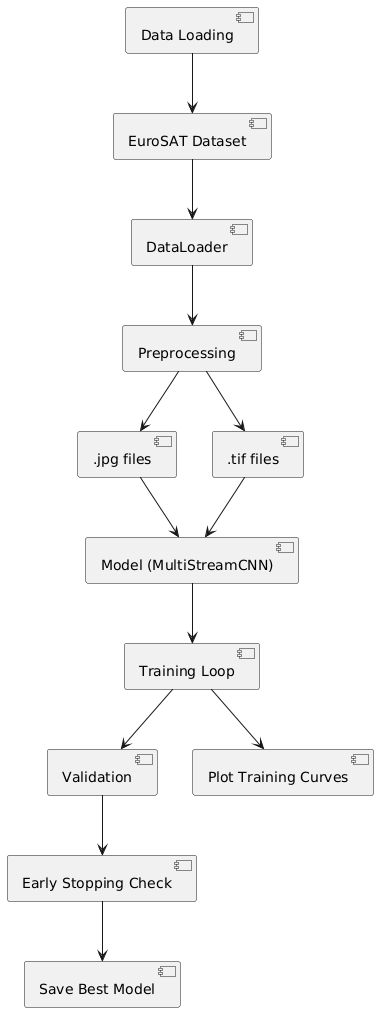 Data Loading
EuroSAT Dataset
DataLoader
Preprocessing
.jpg files
.tif files
Model (MultiStreamCNN)
Training Loop
Validation
Plot Training Curves
Early Stopping Check
Save Best Model